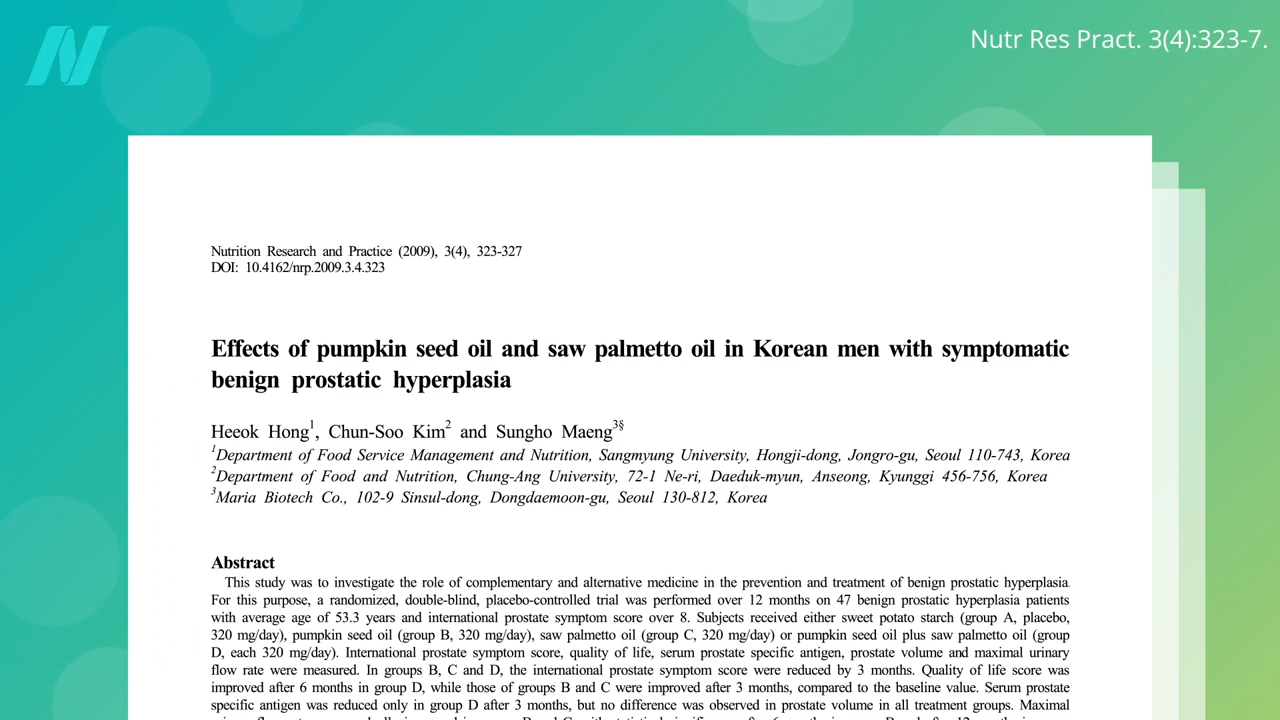 Nutr Res Pract. 3(4):323-7.
Nutrition Research and Practice (2009), 3(4), 323-327
DOI: 10.4162/nrp.2009.3.4.323
Effects of pumpkin seed oil and saw palmetto oil in Korean men with symptomatic
benign prostatic hyperplasia
Heeok Hong1, Chun-Soo Kim2 and Sungho Maeng3§
1Department of Food Service Management and Nutrition, Sangmyung University, Hongji-dong, Jongro-gu, Seoul 110-743, Korea
2Department of Food and Nutrition, Chung-Ang University, 72-1 Ne-ri, Daeduk-myun, Anseong, Kyunggi 456-756, Korea
3Maria Biotech Co., 102-9 Sinsul-dong, Dongdaemoon-gu, Seoul 130-812, Korea
Abstract
This study was to investigate the role of complementary and alternative medicine in the prevention and treatment of benign prostatic hyperplasia.
For this purpose, a randomized, double-blind, placebo-controlled trial was performed over 12 months on 47 benign prostatic hyperplasia patients
with average age of 53.3 years and international prostate symptom score over 8. Subjects received either sweet potato starch (group A, placebo,
320 mg/day), pumpkin seed oil (group B, 320 mg/day), saw palmetto oil (group C, 320 mg/day) or pumpkin seed oil plus saw palmetto oil (group
D, each 320 mg/day). International prostate symptom score, quality of life, serum prostate specific antigen, prostate volume and maximal urinary
flow rate were measured. In groups B, C and D, the international prostate symptom score were reduced by 3 months. Quality of life score was
improved after 6 months in group D, while those of groups B and C were improved after 3 months, compared to the baseline value. Serum prostate
specific antigen was reduced only in group D after 3 months, but no difference was observed in prostate volume in all treatment groups. Maximal